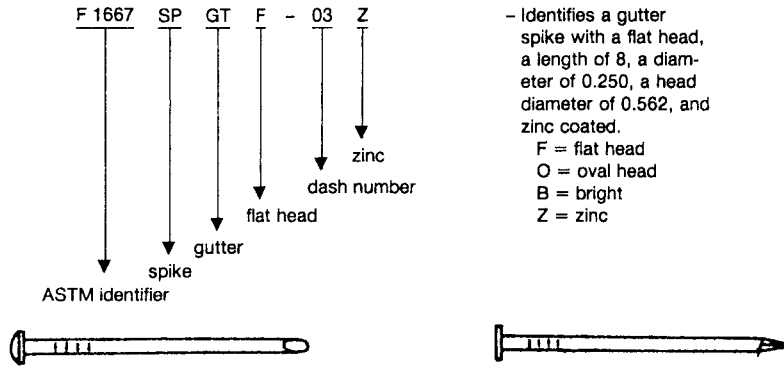 F 1667 SP GT F - 03 Z
zinc
dash number
flat head
gutter
spike
ASTM identifier
– Identifies a gutter
spike with a flat head,
a length of 8, a diam-
eter of 0.250, a head
diameter of 0.562, and
zinc coated.
F = flat head
O = oval head
B = bright
Z = zinc